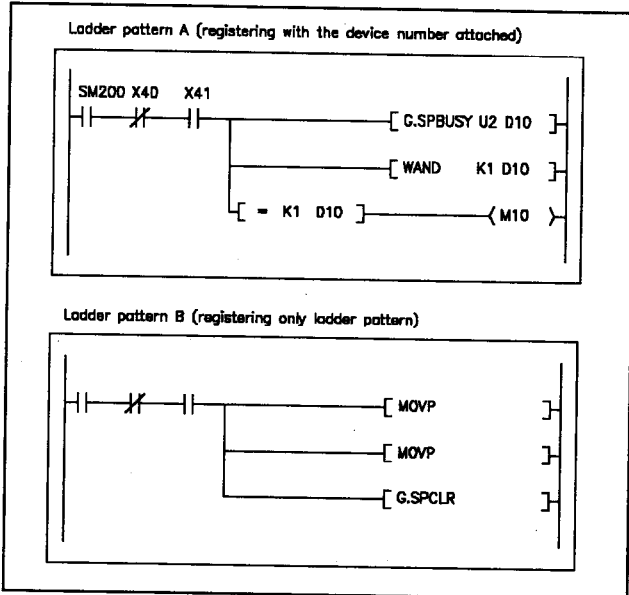 Ladder pattern A (registering with the device number attached)
SM200 X40 X41
[ G.SPBUSY U2 D10 ]
[ WAND K1 D10 ]
[ = K1 D10 ] ( M10 )
Ladder pattern B (registering only ladder pattern)
[ MOVP ]
[ MOVP ]
[ G.SPCLR ]